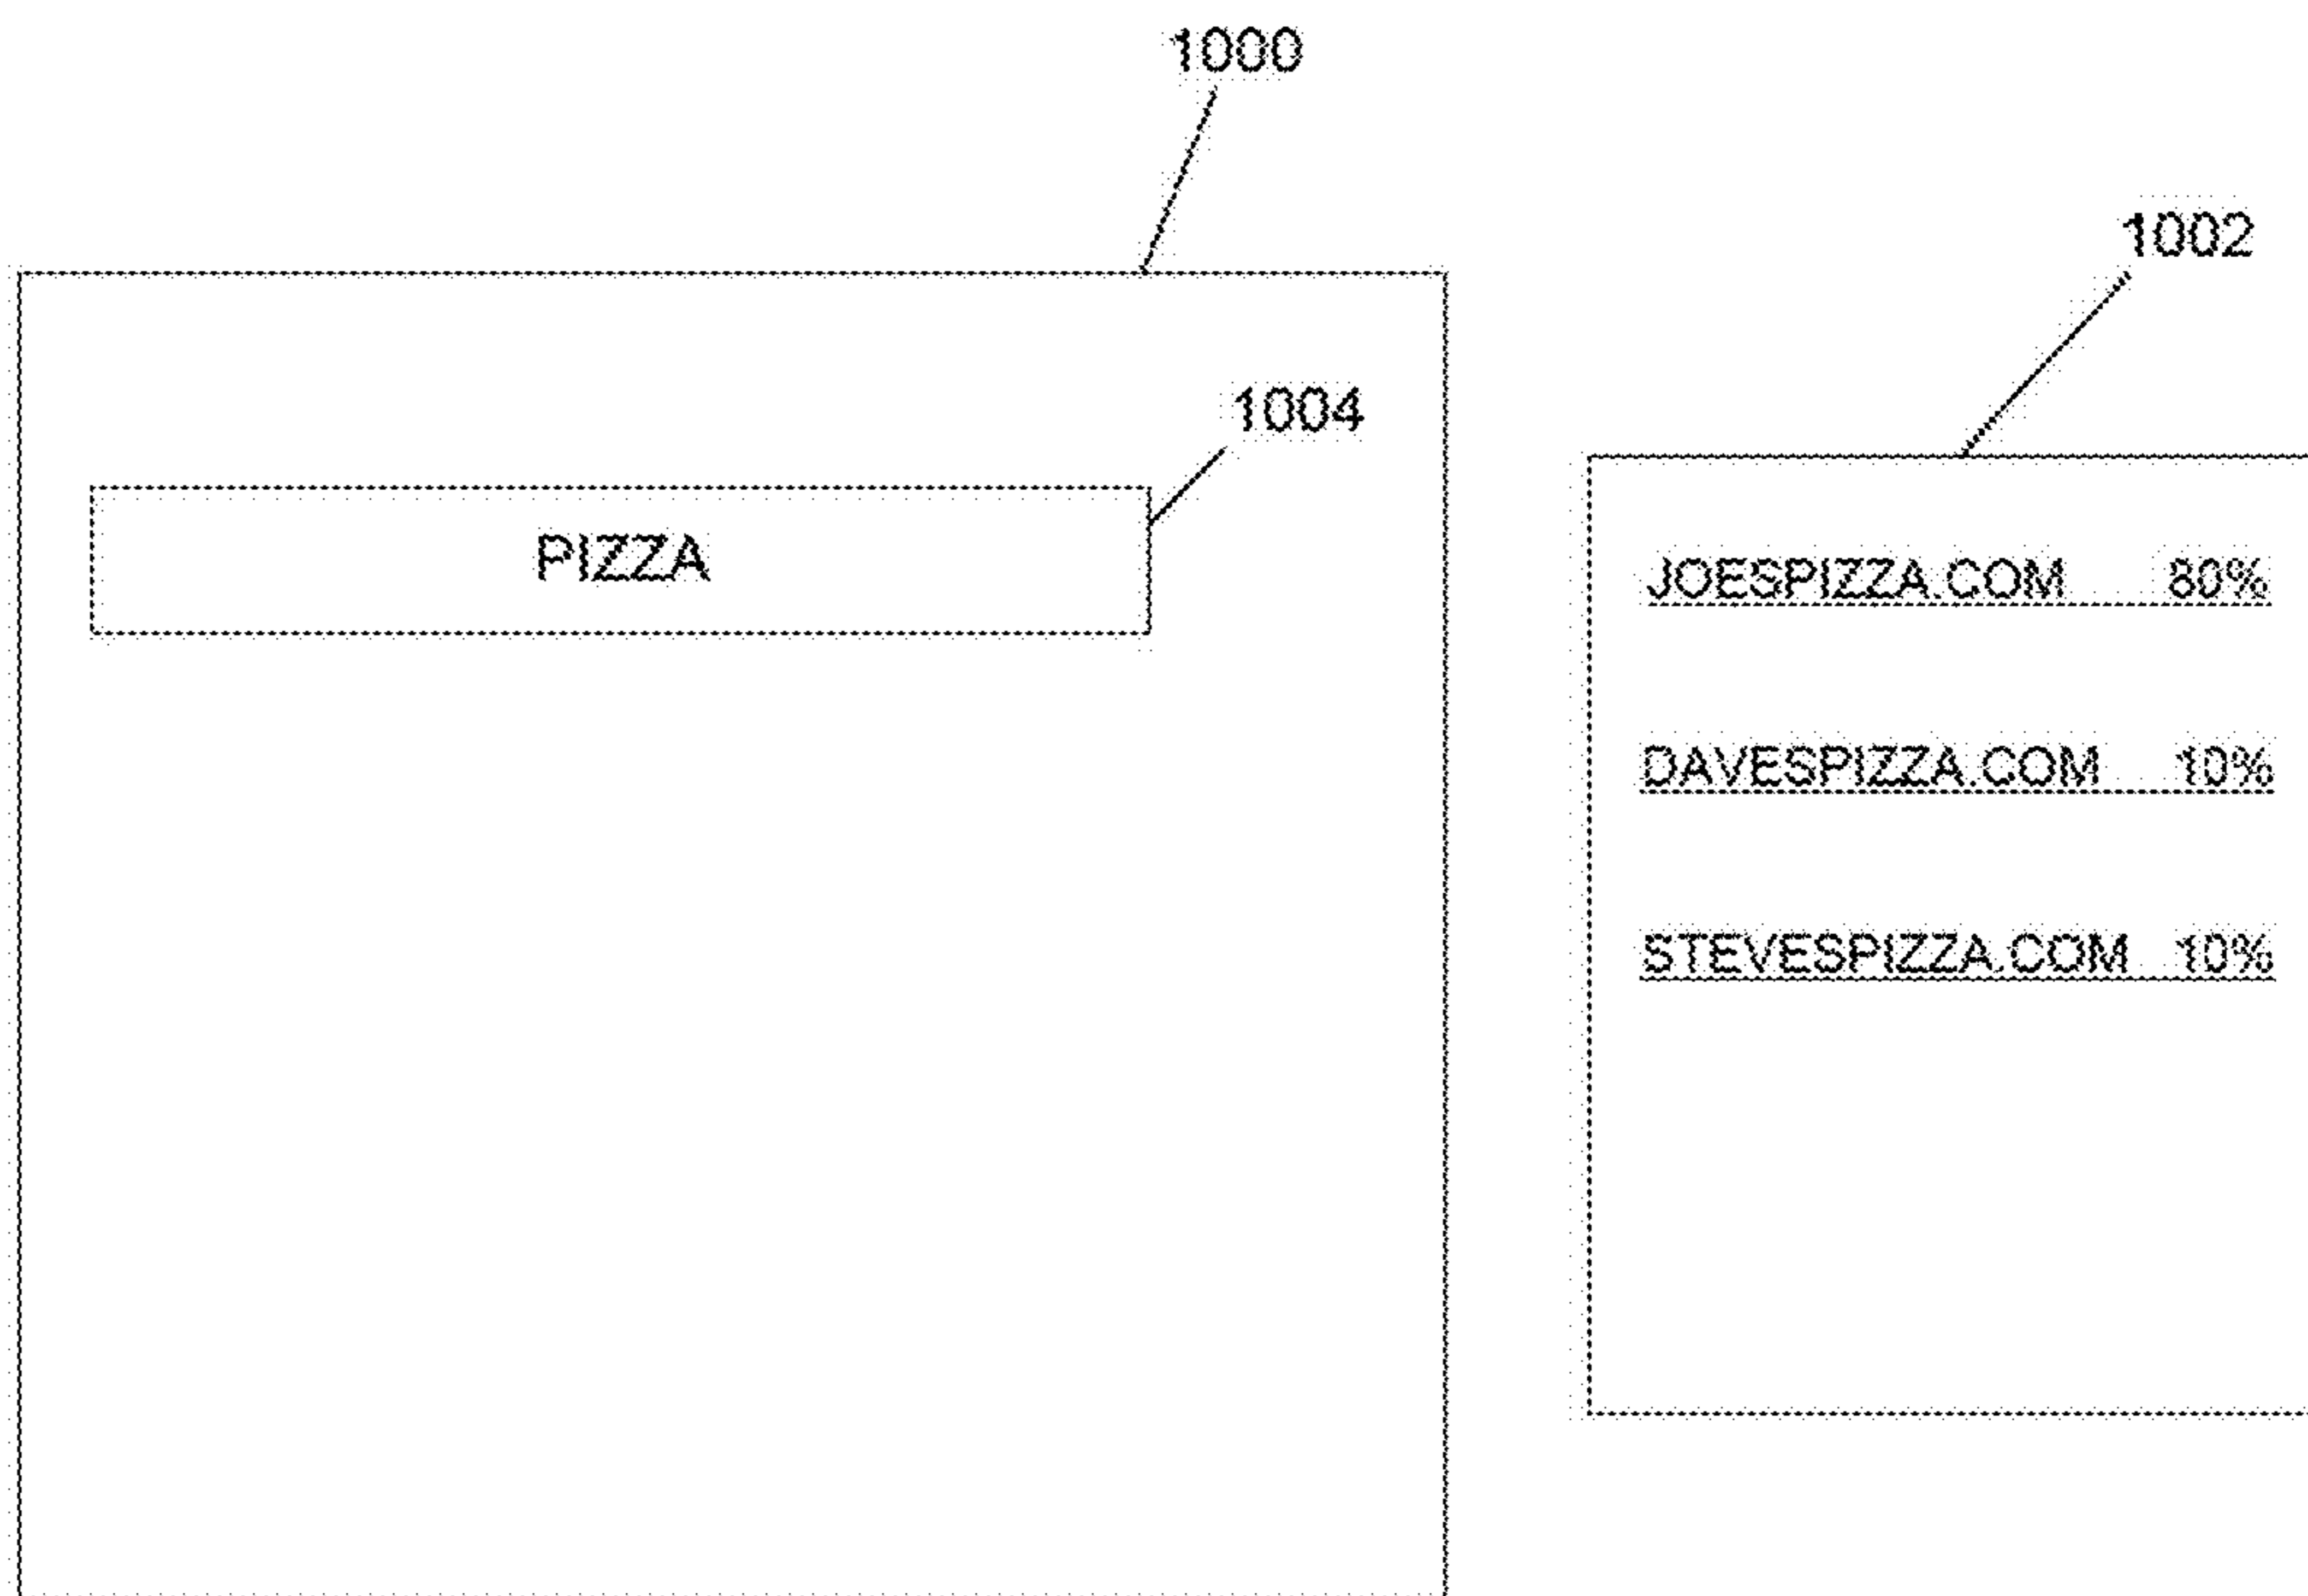 1000
1002
1004
PIZZA
JOESPIZZA.COM 80%
DAVESPIZZA.COM 10%
STEVESPIZZA.COM 10%